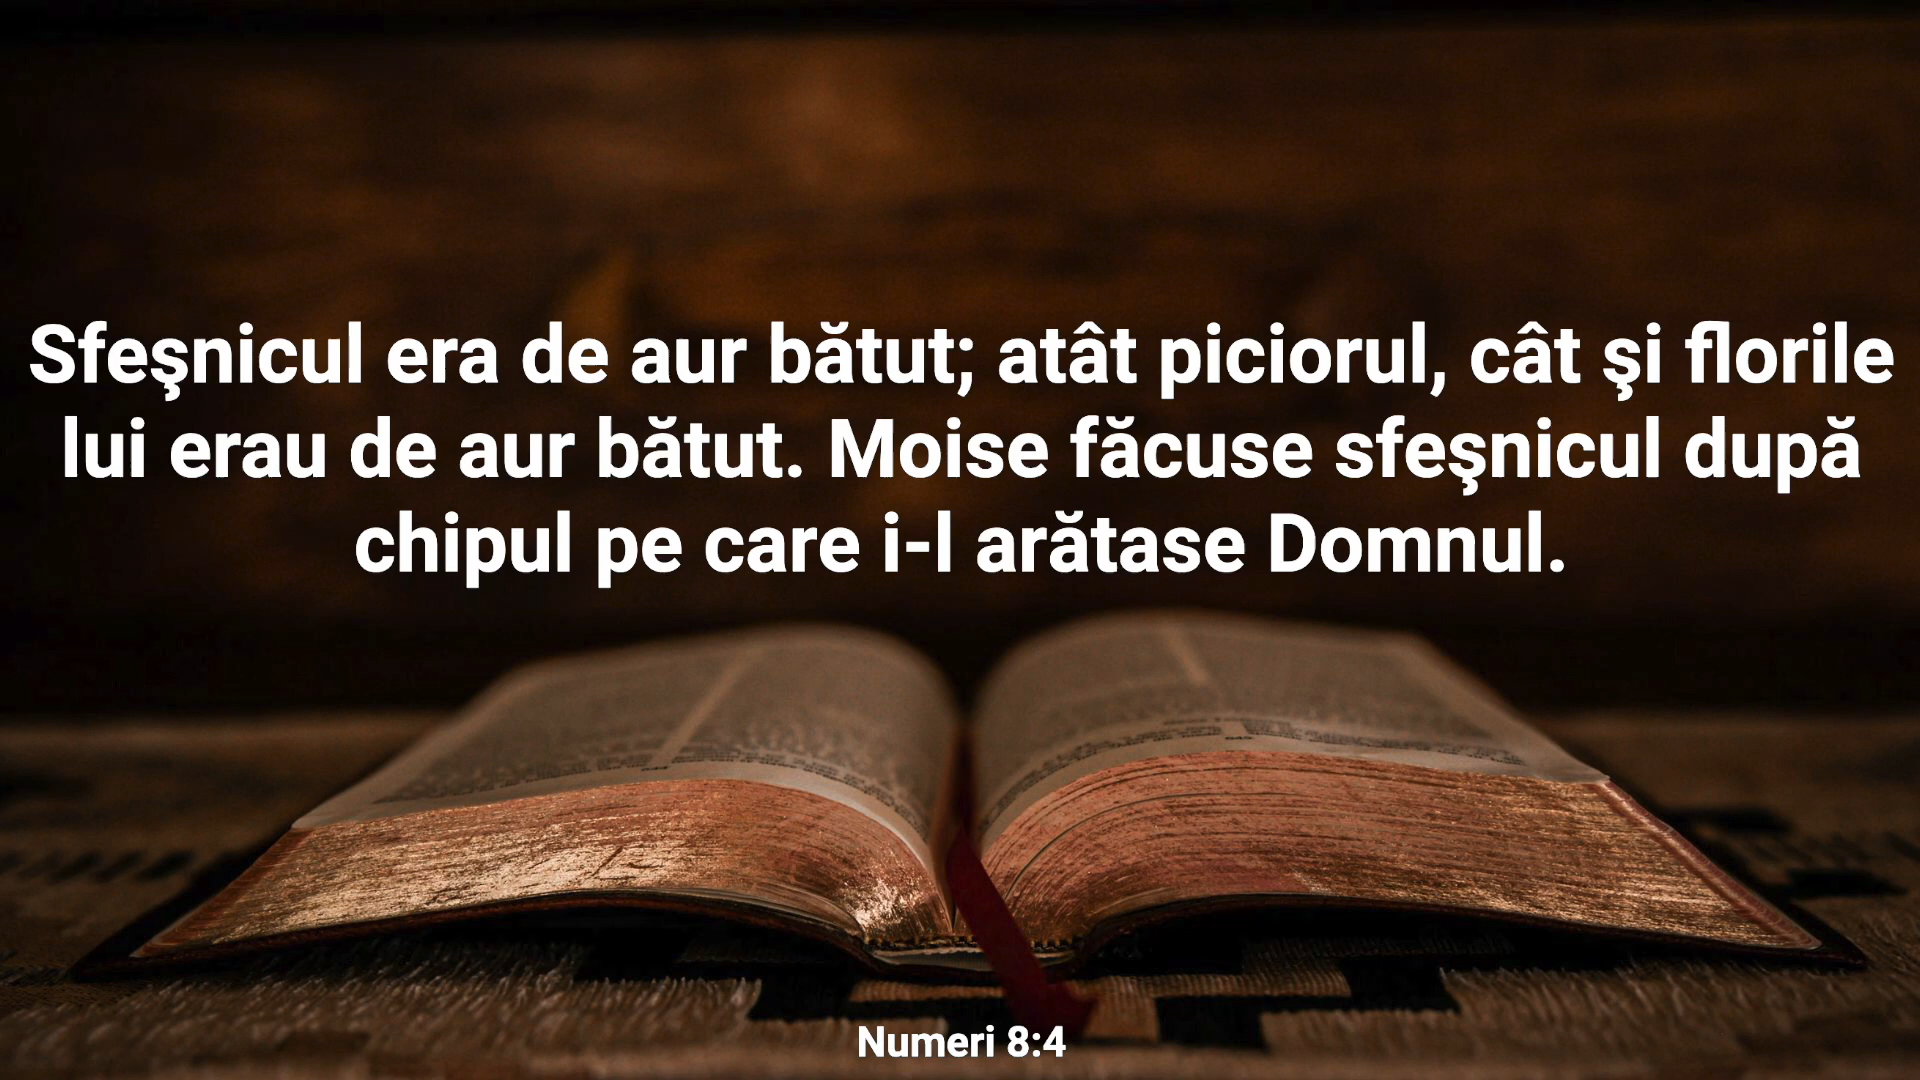 Sfeşnicul era de aur bătut; atât piciorul, cât şi florile
lui erau de aur bătut. Moise făcuse sfeşnicul după
chipul pe care i-l arătase Domnul.
Numeri 8:4